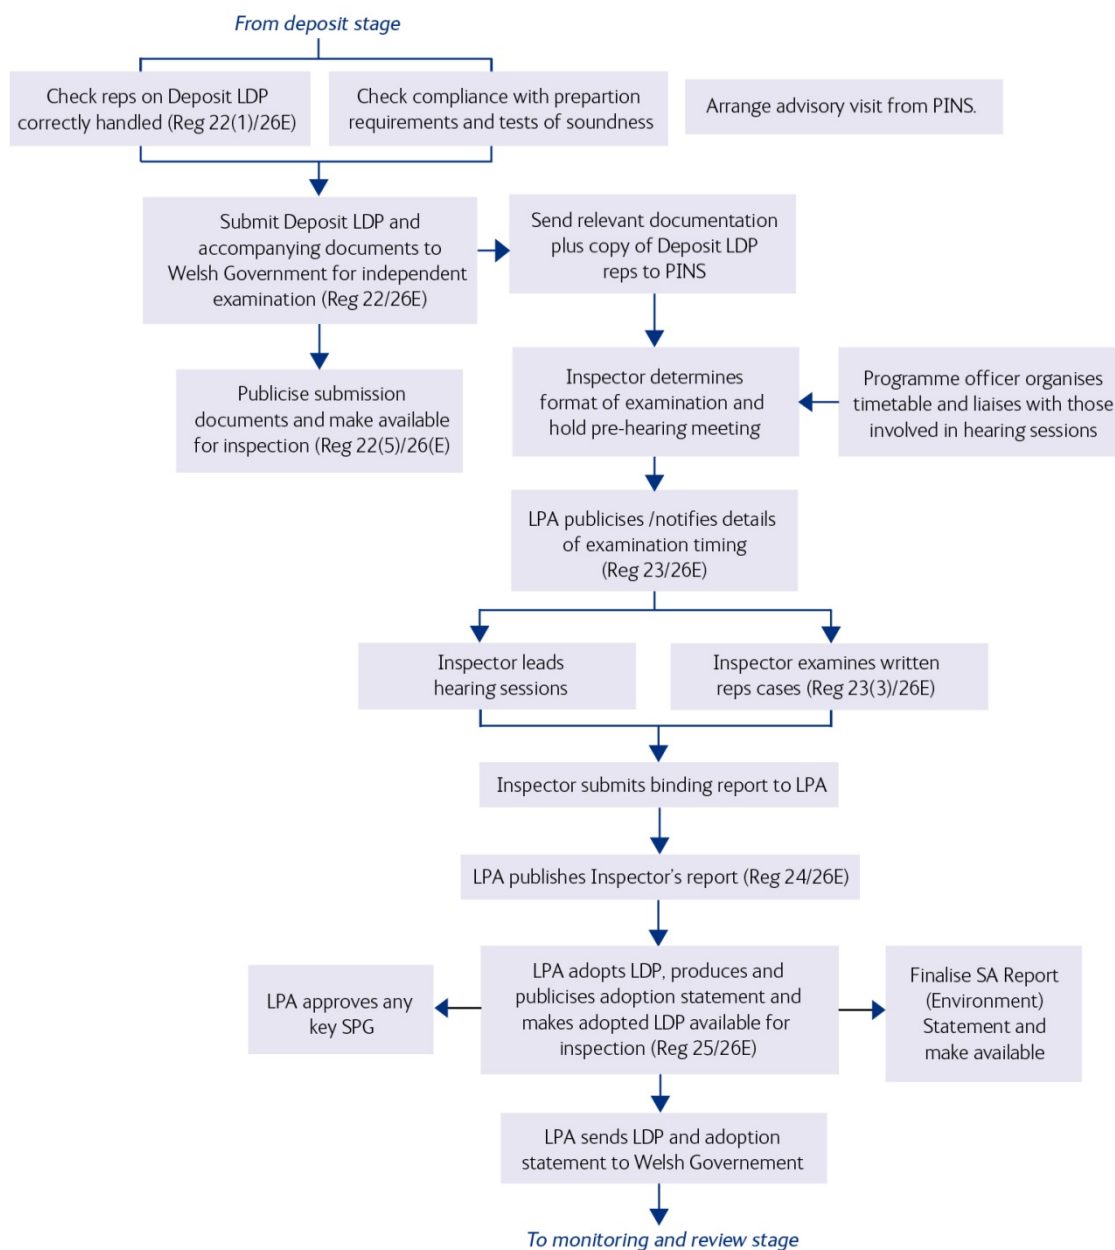 From deposit stage
Check reps on Deposit LDP
correctly handled (Reg 22(1)/26E)
Check compliance with prepartion
requirements and tests of soundness
Arrange advisory visit from PINS.
Submit Deposit LDP and
accompanying documents to
Welsh Government for independent
examination (Reg 22/26E)
Send relevant documentation
plus copy of Deposit LDP
reps to PINS
Publicise submission
documents and make available
for inspection (Reg 22(5)/26(E)
Inspector determines
format of examination and
hold pre-hearing meeting
Programme officer organises
timetable and liaises with those
involved in hearing sessions
LPA publicises /notifies details
of examination timing
(Reg 23/26E)
Inspector leads
hearing sessions
Inspector examines written
reps cases (Reg 23(3)/26E)
Inspector submits binding report to LPA
LPA publishes Inspector’s report (Reg 24/26E)
LPA approves any
key SPG
LPA adopts LDP, produces and
publicises adoption statement and
makes adopted LDP available for
inspection (Reg 25/26E)
Finalise SA Report
(Environment)
Statement and
make available
LPA sends LDP and adoption
statement to Welsh Governement
To monitoring and review stage